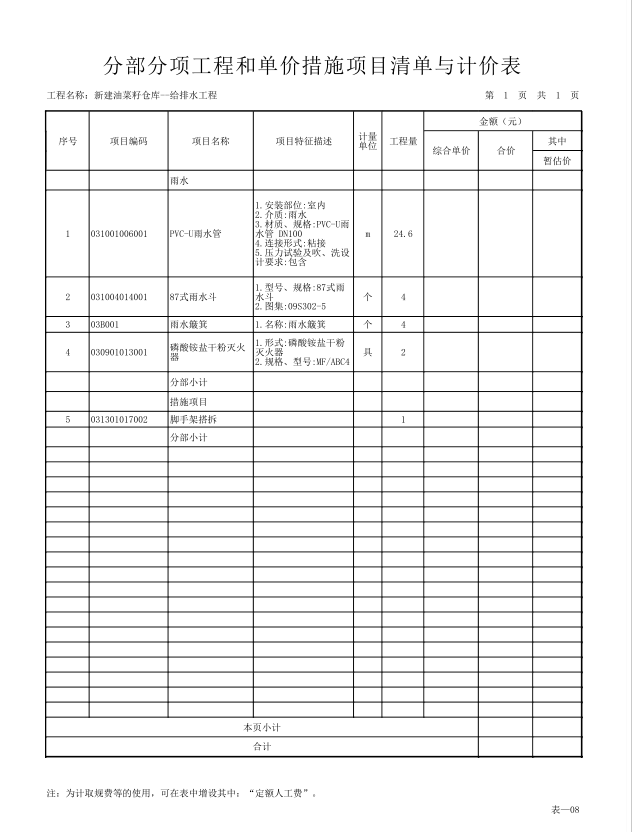 分部分项工程和单价措施项目清单与计价表
工程名称：新建油菜籽仓库—给排水工程
第 1 页 共 1 页
序号
项目编码
项目名称
项目特征描述
计量
单位
工程量
金额（元）
综合单价
合价
其中
暂估价
雨水
1
031001006001
PVC-U雨水管
1.安装部位:室内
2.介质:雨水
3.材质、规格:PVC-U雨
水管 DN100
4.连接形式:粘接
5.压力试验及吹、洗设
计要求:包含
m
24.6
2
031004014001
87式雨水斗
1.型号、规格:87式雨
水斗
2.图集:09S302-5
个
4
3
03B001
雨水簸箕
1.名称:雨水簸箕
个
4
4
030901013001
磷酸铵盐干粉灭火
器
1.形式:磷酸铵盐干粉
灭火器
2.规格、型号:MF/ABC4
具
2
分部小计
措施项目
5
031301017002
脚手架搭拆
1
分部小计
本页小计
合计
注：为计取规费等的使用，可在表中增设其中：“定额人工费”。
表—08